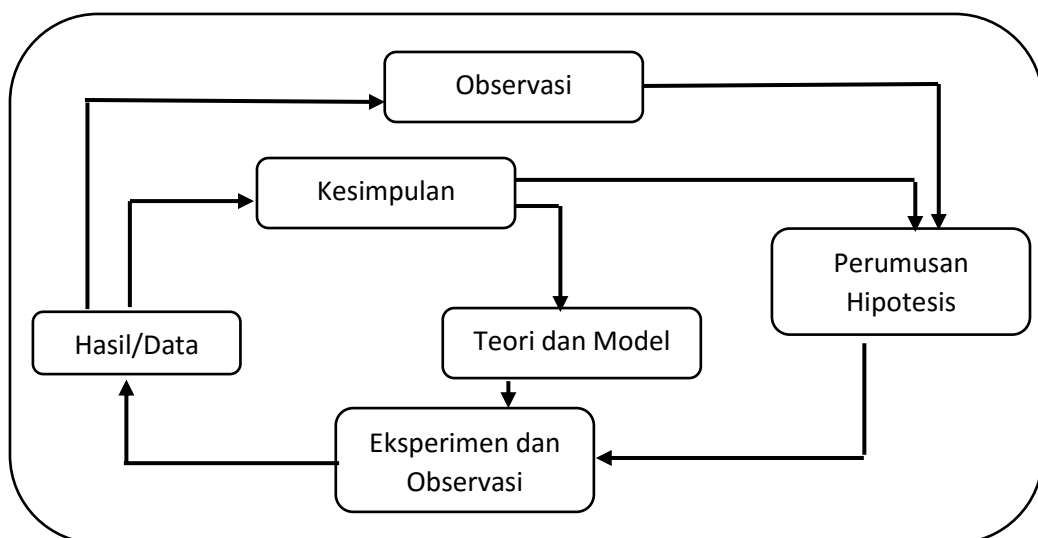 Observasi
Kesimpulan
Perumusan
Hipotesis
Hasil/Data
Teori dan Model
Eksperimen dan
Observasi